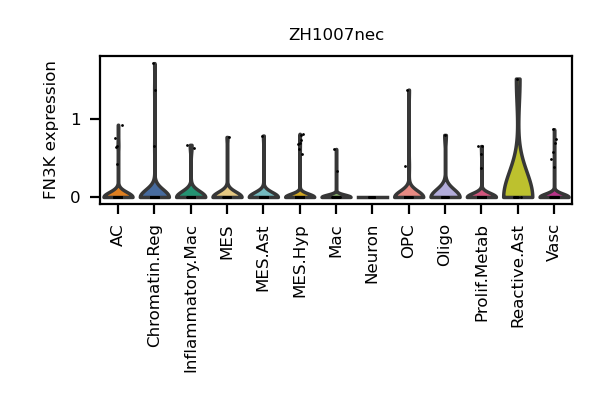 ZH1007nec
FN3K expression
1
0
AC
Chromatin.Reg
Inflammatory.Mac
MES
MES.Ast
MES.Hyp
Mac
Neuron
OPC
Oligo
Prolif.Metab
Reactive.Ast
Vasc